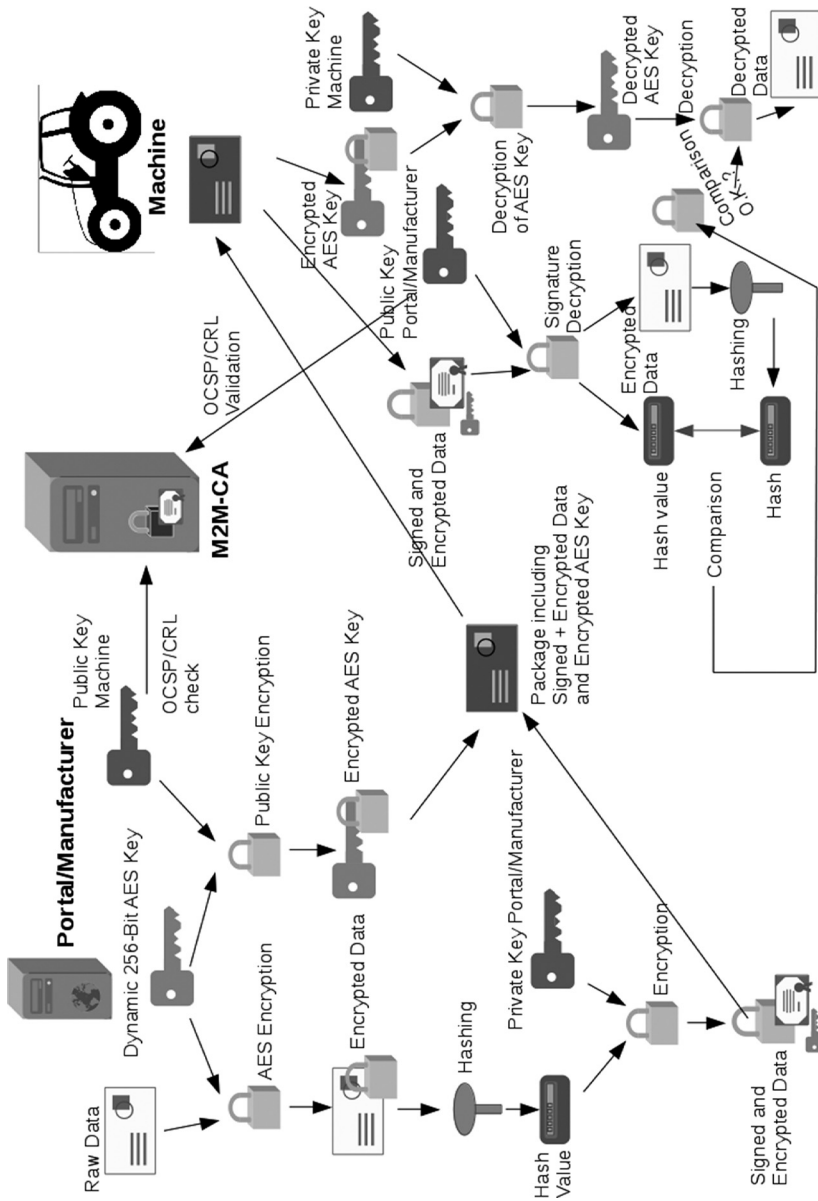 Portal/Manufacturer
Raw Data
Dynamic 256-Bit AES Key
Public Key
Machine
OCSP/CRL
check
AES Encryption
Public Key Encryption
Encrypted Data
Encrypted AES Key
Hashing
Hash
Value
Private Key Portal/Manufacturer
Encryption
Signed and
Encrypted Data
Package including
Signed + Encrypted Data
and Encrypted AES Key
M2M-CA
OCSP/CRL
Validation
Machine
Signed and
Encrypted Data
Public Key
Portal/Manufacturer
Encrypted
AES Key
Private Key
Machine
Signature
Decryption
Decryption
of AES Key
Hash value
Encrypted
Data
Hashing
Decrypted
AES Key
Comparison
Hash
Comparison
O.K.?
Decryption
Decrypted
Data